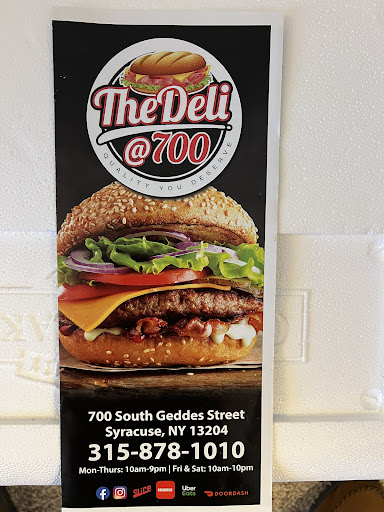 TheDeli
@700
QUALITY YOU DESERVE
700 South Geddes Street
Syracuse, NY 13204
315-878-1010
Mon-Thurs: 10am-9pm | Fri & Sat: 10am-10pm
SLICE
Uber
Eats
DOORDASH